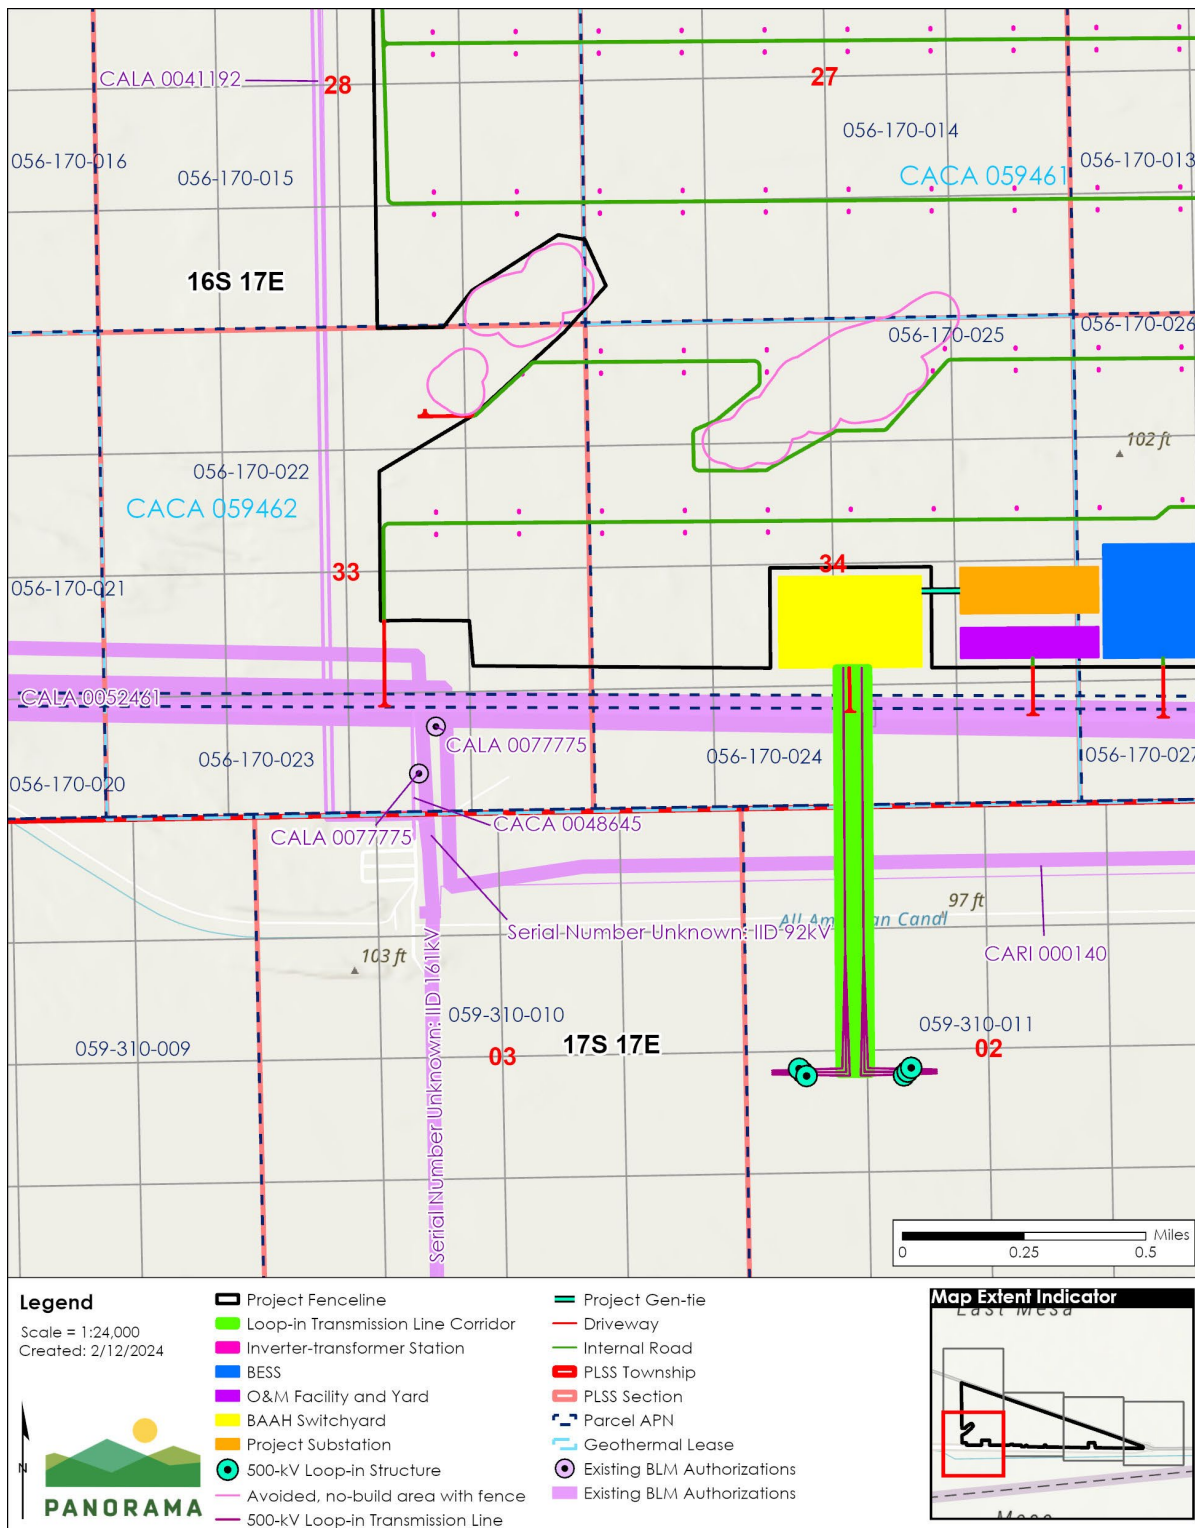 CALA 0041192
28
27
056-170-014
056-170-016
056-170-015
056-170-013
CACA 059461
16S 17E
056-170-025
056-170-026
102 ft
056-170-022
CACA 059462
33
34
056-170-021
CALA 0052461
CALA 0077775
056-170-023
056-170-024
056-170-027
056-170-020
CALA 0077775
CACA 0048645
97 ft
All American Canal
Serial Number Unknown: IID 92kV
CARI 000140
103 ft
Serial Number Unknown: IID 161kV
059-310-010
059-310-011
059-310-009
03
17S 17E
02
Miles
0
0.25
0.5
Legend
Scale = 1:24,000
Created: 2/12/2024
N
PANORAMA
Project Fenceline
Loop-in Transmission Line Corridor
Inverter-transformer Station
BESS
O&M Facility and Yard
BAAH Switchyard
Project Substation
500-kV Loop-in Structure
Avoided, no-build area with fence
500-kV Loop-in Transmission Line
Project Gen-tie
Driveway
Internal Road
PLSS Township
PLSS Section
Parcel APN
Geothermal Lease
Existing BLM Authorizations
Existing BLM Authorizations
Map Extent Indicator
East Mesa
Mesa